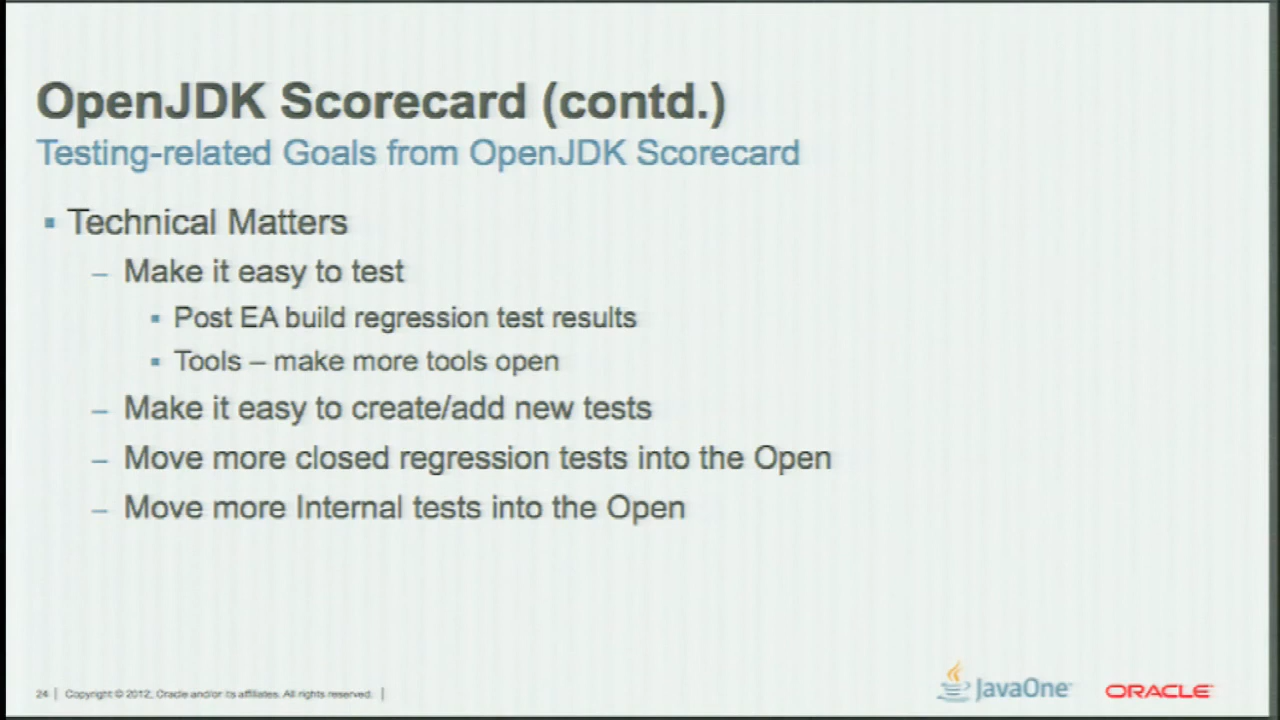 OpenJDK Scorecard (contd.)
Testing-related Goals from OpenJDK Scorecard
▪ Technical Matters
– Make it easy to test
▪ Post EA build regression test results
▪ Tools – make more tools open
– Make it easy to create/add new tests
– Move more closed regression tests into the Open
– Move more Internal tests into the Open
24 | Copyright © 2012, Oracle and/or its affiliates. All rights reserved. |
JavaOne™
ORACLE®